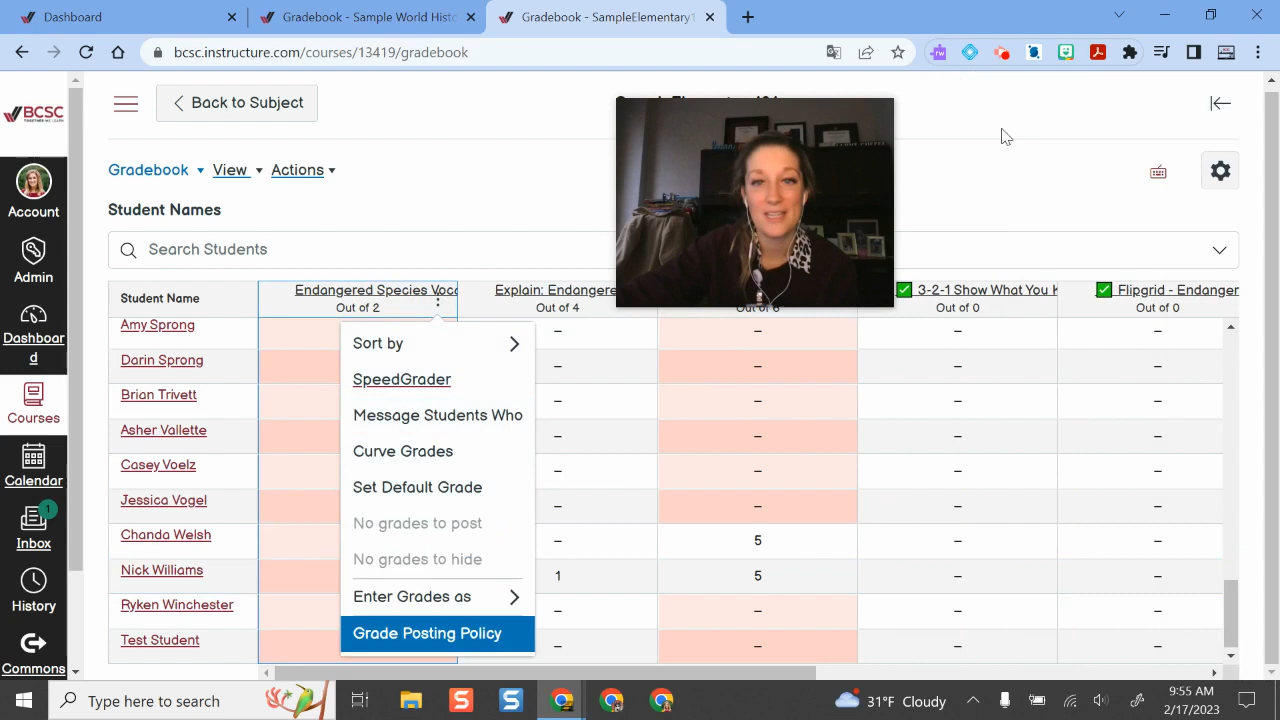 Dashboard
Gradebook - Sample World Histo
Gradebook - SampleElementary1
bcsc.instructure.com/courses/13419/gradebook
BCSC
TOGETHER WE LEARN
Back to Subject
Account
Admin
Dashboar
d
Courses
Calendar
1
Inbox
History
Commons
Gradebook
View
Actions
Student Names
Search Students
Student Name
Endangered Species Voca
Out of 2
Explain: Endangere
Out of 4
3-2-1 Show What You K
Out of 0
Flipgrid - Endanger
Out of 0
Amy Sprong – – – –
Darin Sprong – – – –
Brian Trivett – – – –
Asher Vallette – – – –
Casey Voelz – – – –
Jessica Vogel – – – –
Chanda Welsh – 5 – –
Nick Williams 1 5 – –
Ryken Winchester – – – –
Test Student – – – –
Sort by
SpeedGrader
Message Students Who
Curve Grades
Set Default Grade
No grades to post
No grades to hide
Enter Grades as
Grade Posting Policy
Type here to search
31°F Cloudy
9:55 AM
2/17/2023